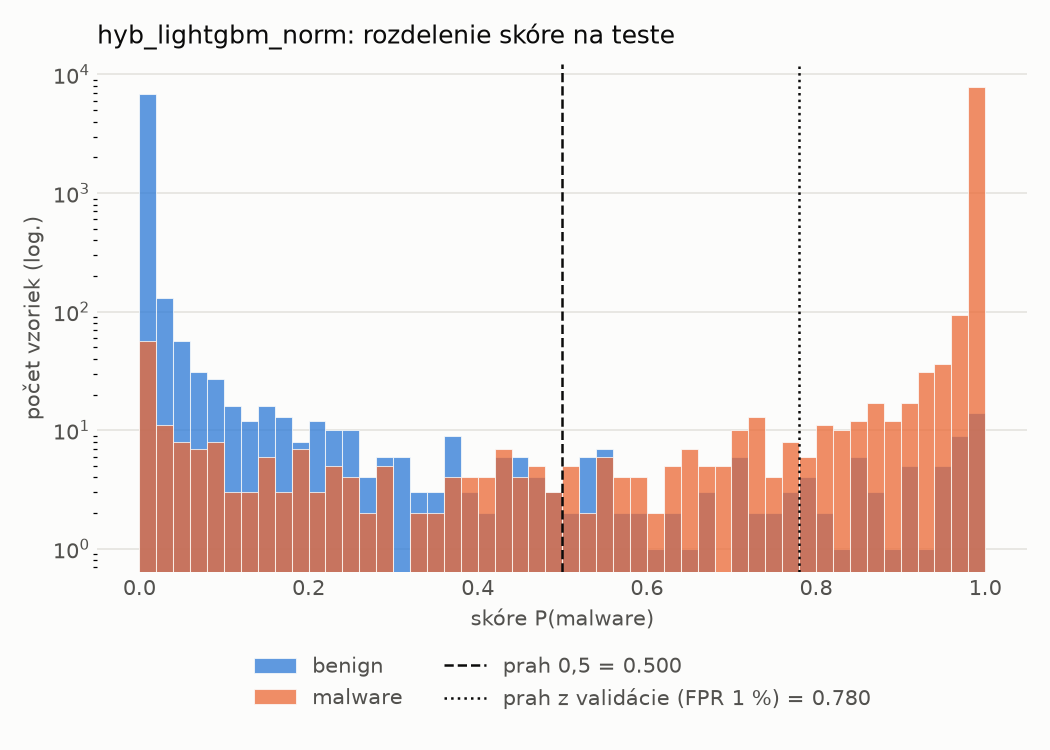 hyb_lightgbm_norm: rozdelenie skóre na teste
počet vzoriek (log.)
10⁴
10³
10²
10¹
10⁰
0.0 0.2 0.4 0.6 0.8 1.0
skóre P(malware)
benign
malware
prah 0,5 = 0.500
prah z validácie (FPR 1 %) = 0.780